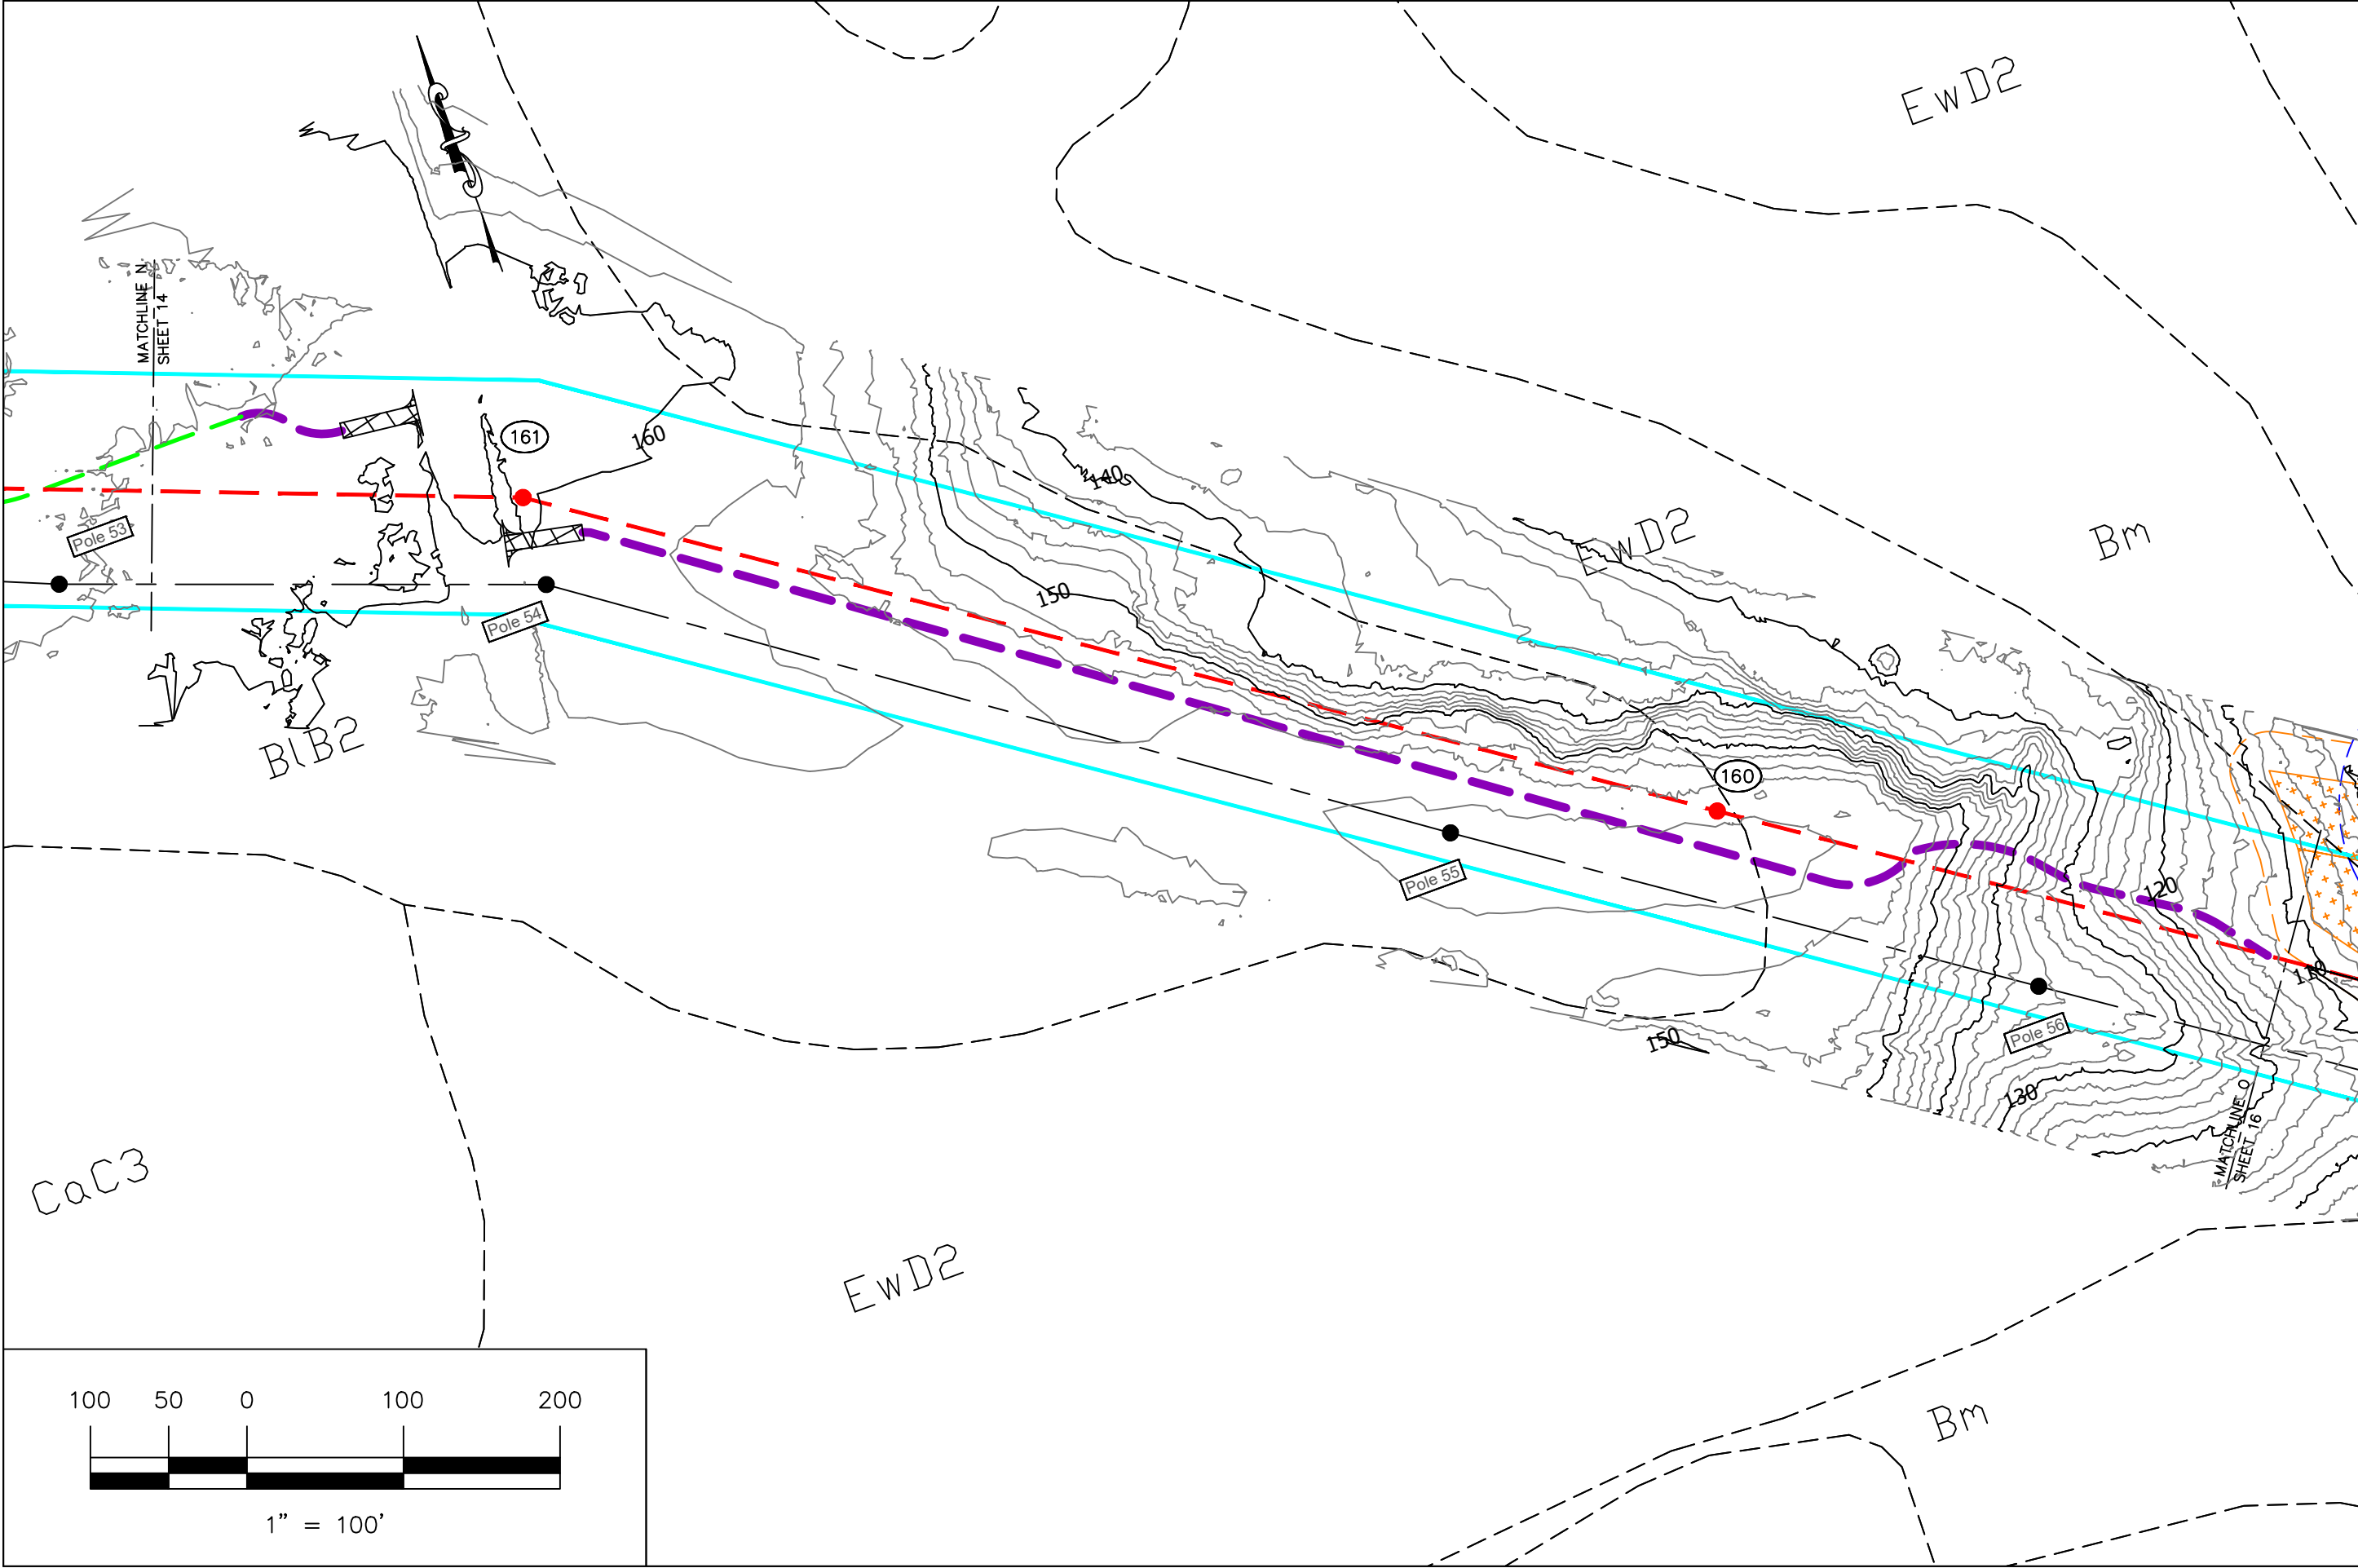 EwD2
MATCHLINE N
SHEET 14
161
160
140
EwD2
Bm
Pole 53
150
Pole 54
BlB2
160
Pole 55
120
110
150
Pole 56
130
MATCHLINE O
SHEET 16
CaC3
EwD2
Bm
100 50 0 100 200
1" = 100'